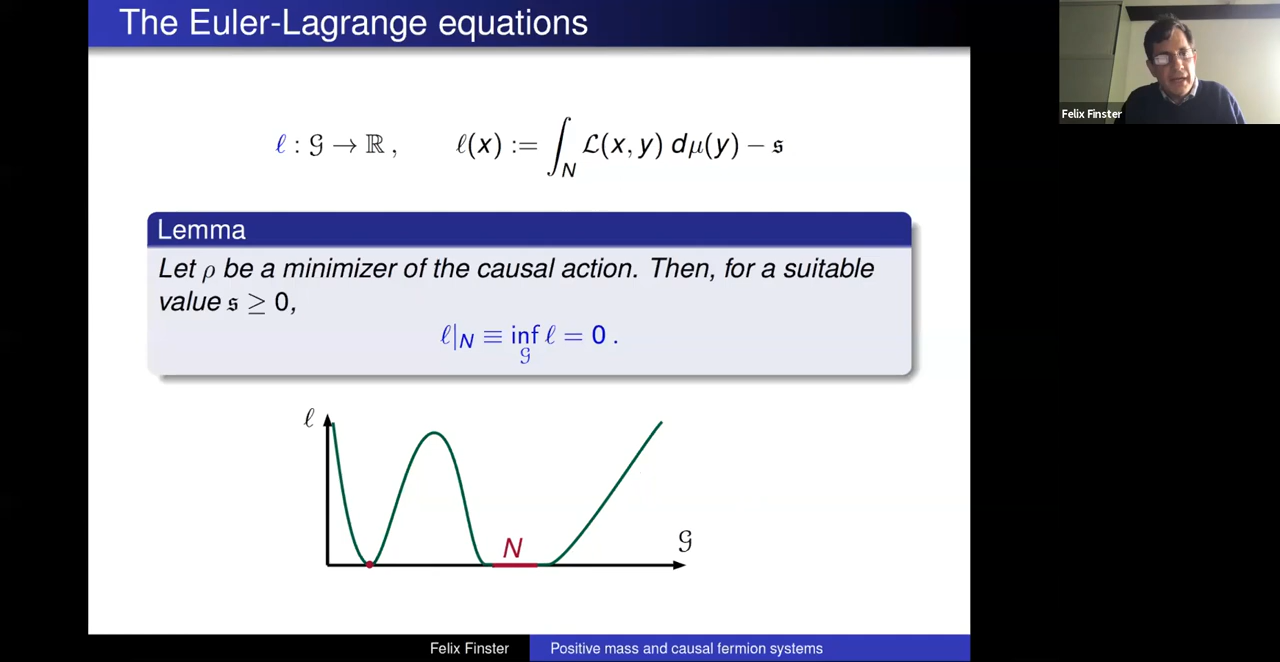 The Euler-Lagrange equations
Felix Finster
ℓ : 𝒢 → ℝ , ℓ(x) := ∫_N ℒ(x, y) dμ(y) − 𝔰
Lemma
Let ρ be a minimizer of the causal action. Then, for a suitable
value 𝔰 ≥ 0,
ℓ|_N ≡ inf_𝒢 ℓ = 0 .
ℓ
N
𝒢
Felix Finster
Positive mass and causal fermion systems